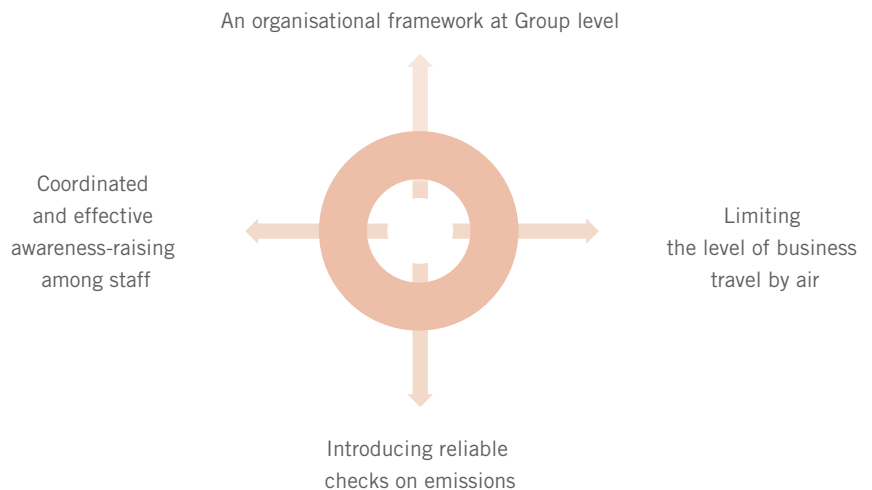 An organisational framework at Group level
Coordinated
and effective
awareness-raising
among staff
Limiting
the level of business
travel by air
Introducing reliable
checks on emissions